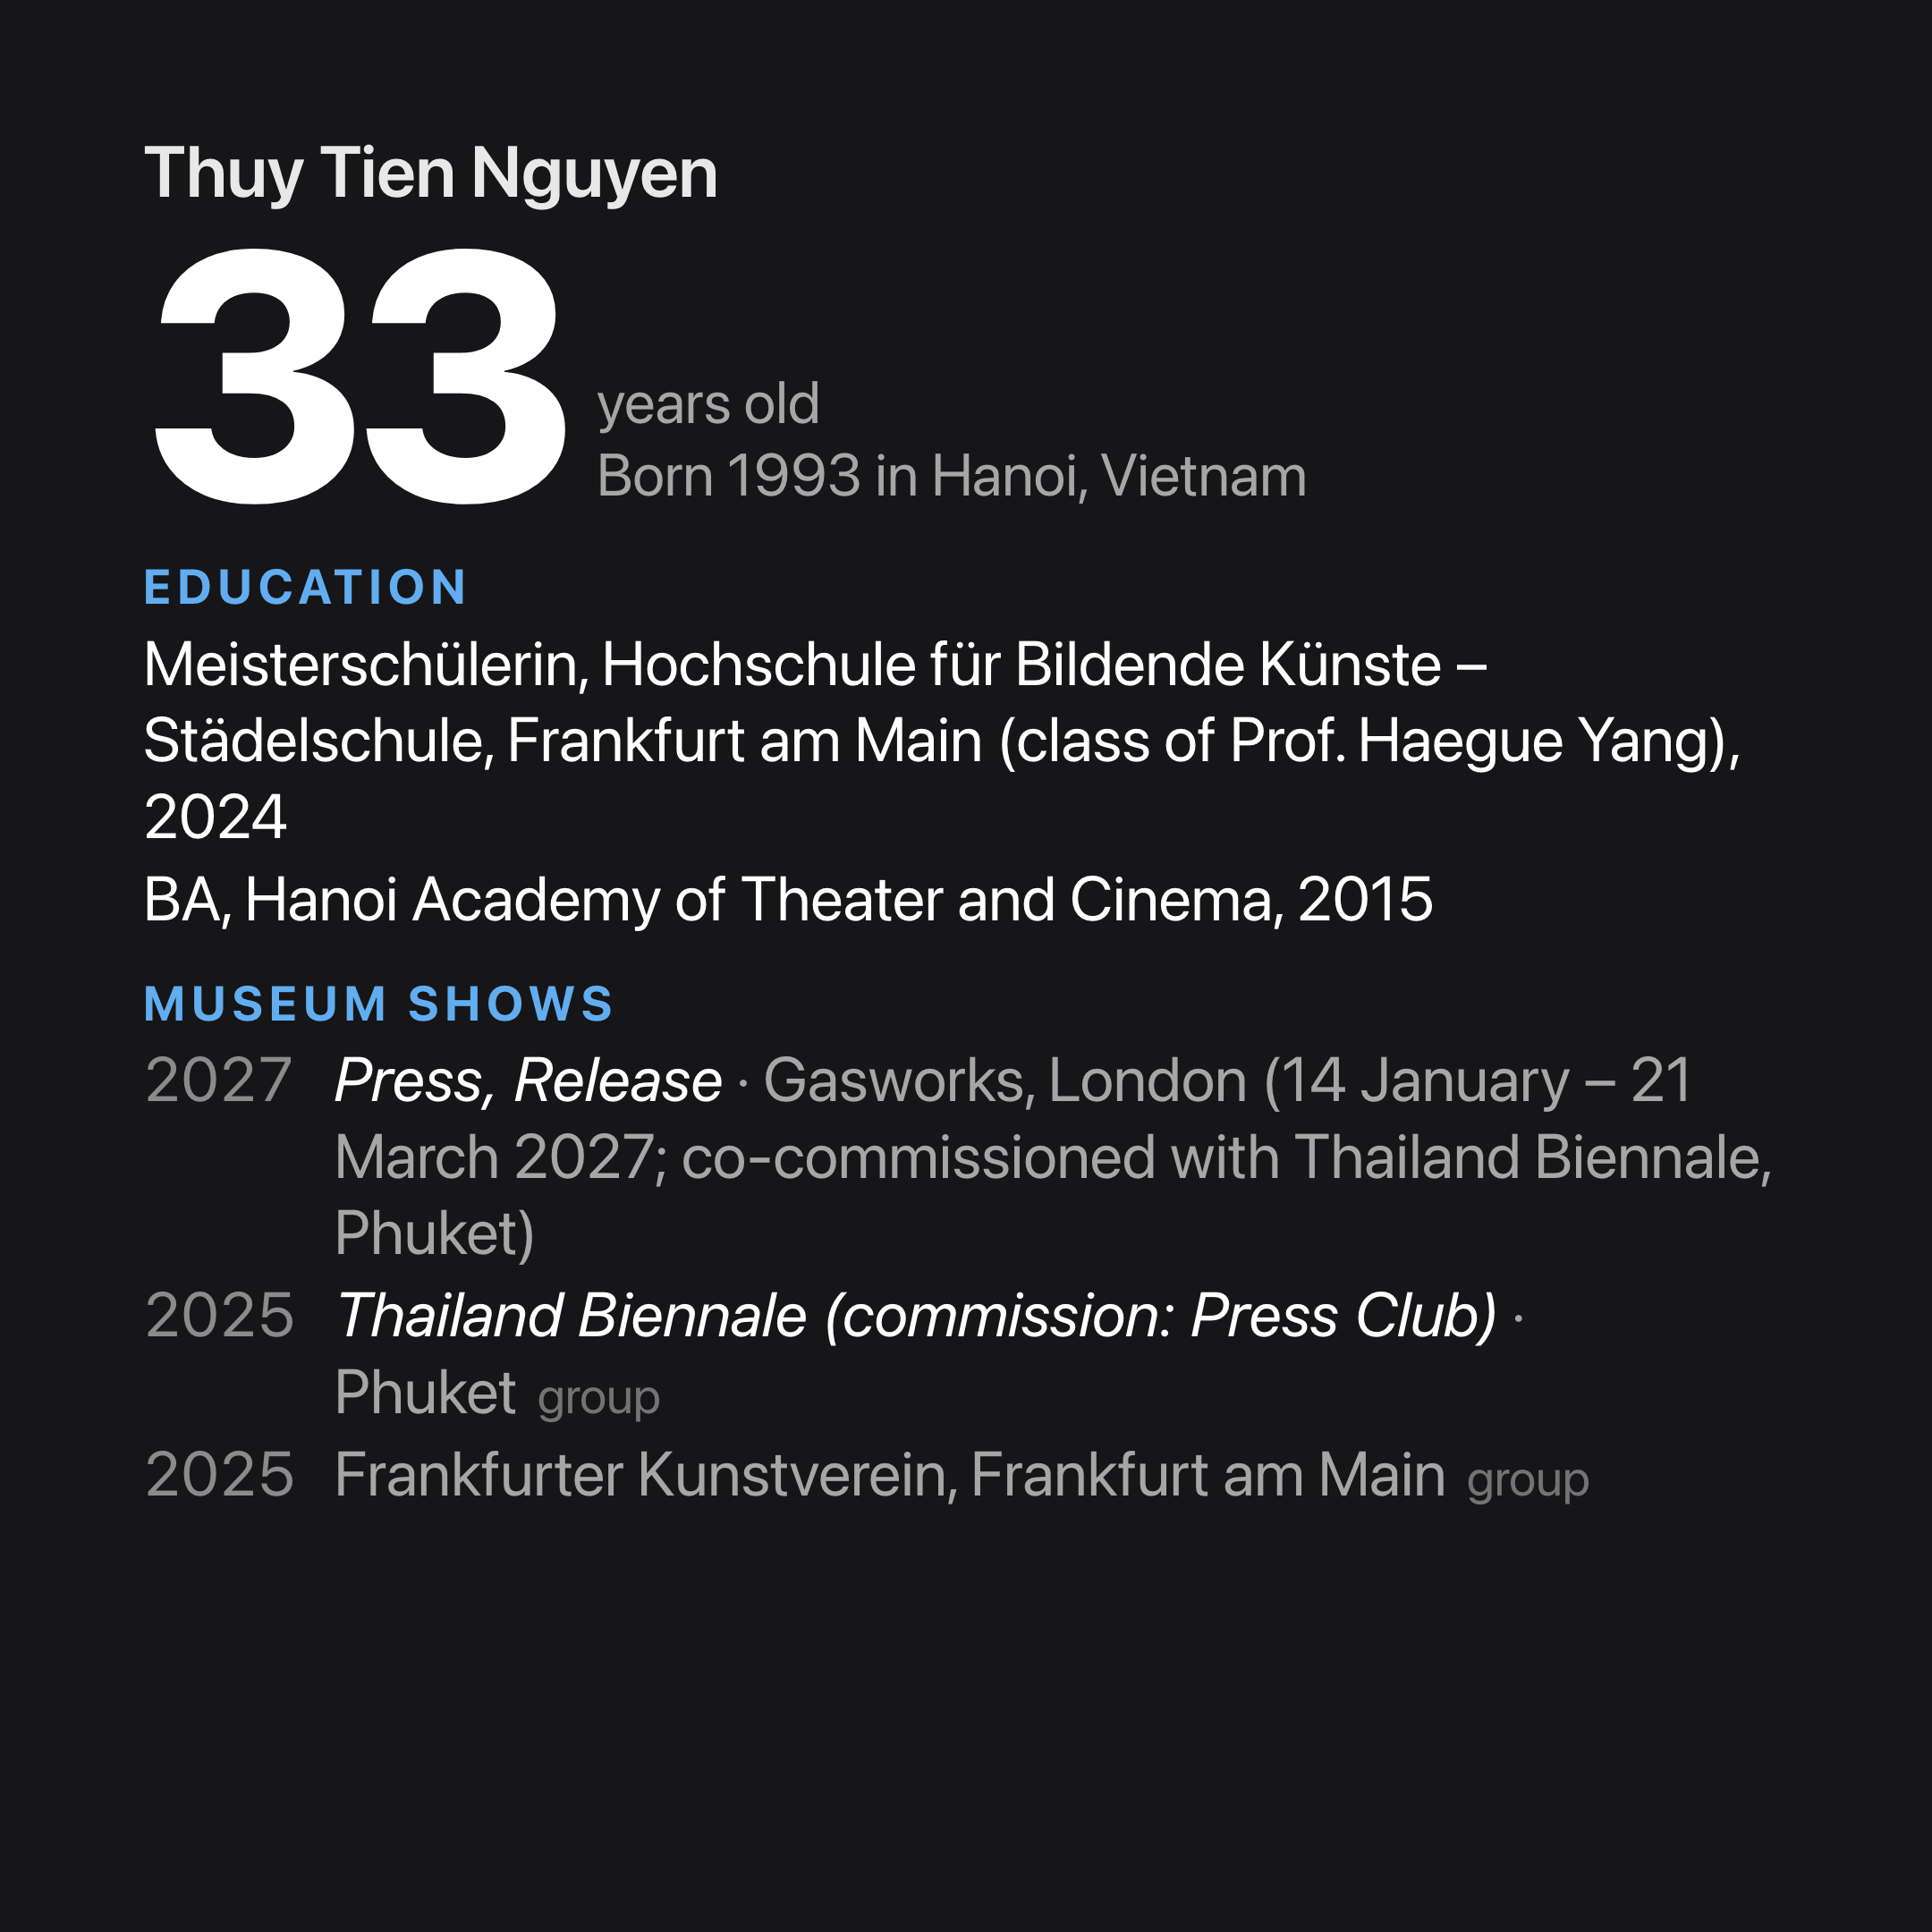 Thuy Tien Nguyen
33
years old
Born 1993 in Hanoi, Vietnam
EDUCATION
Meisterschülerin, Hochschule für Bildende Künste –
Städelschule, Frankfurt am Main (class of Prof. Haegue Yang),
2024
BA, Hanoi Academy of Theater and Cinema, 2015
MUSEUM SHOWS
2027 Press, Release · Gasworks, London (14 January – 21
March 2027; co-commissioned with Thailand Biennale,
Phuket)
2025 Thailand Biennale (commission: Press Club) ·
Phuket group
2025 Frankfurter Kunstverein, Frankfurt am Main group